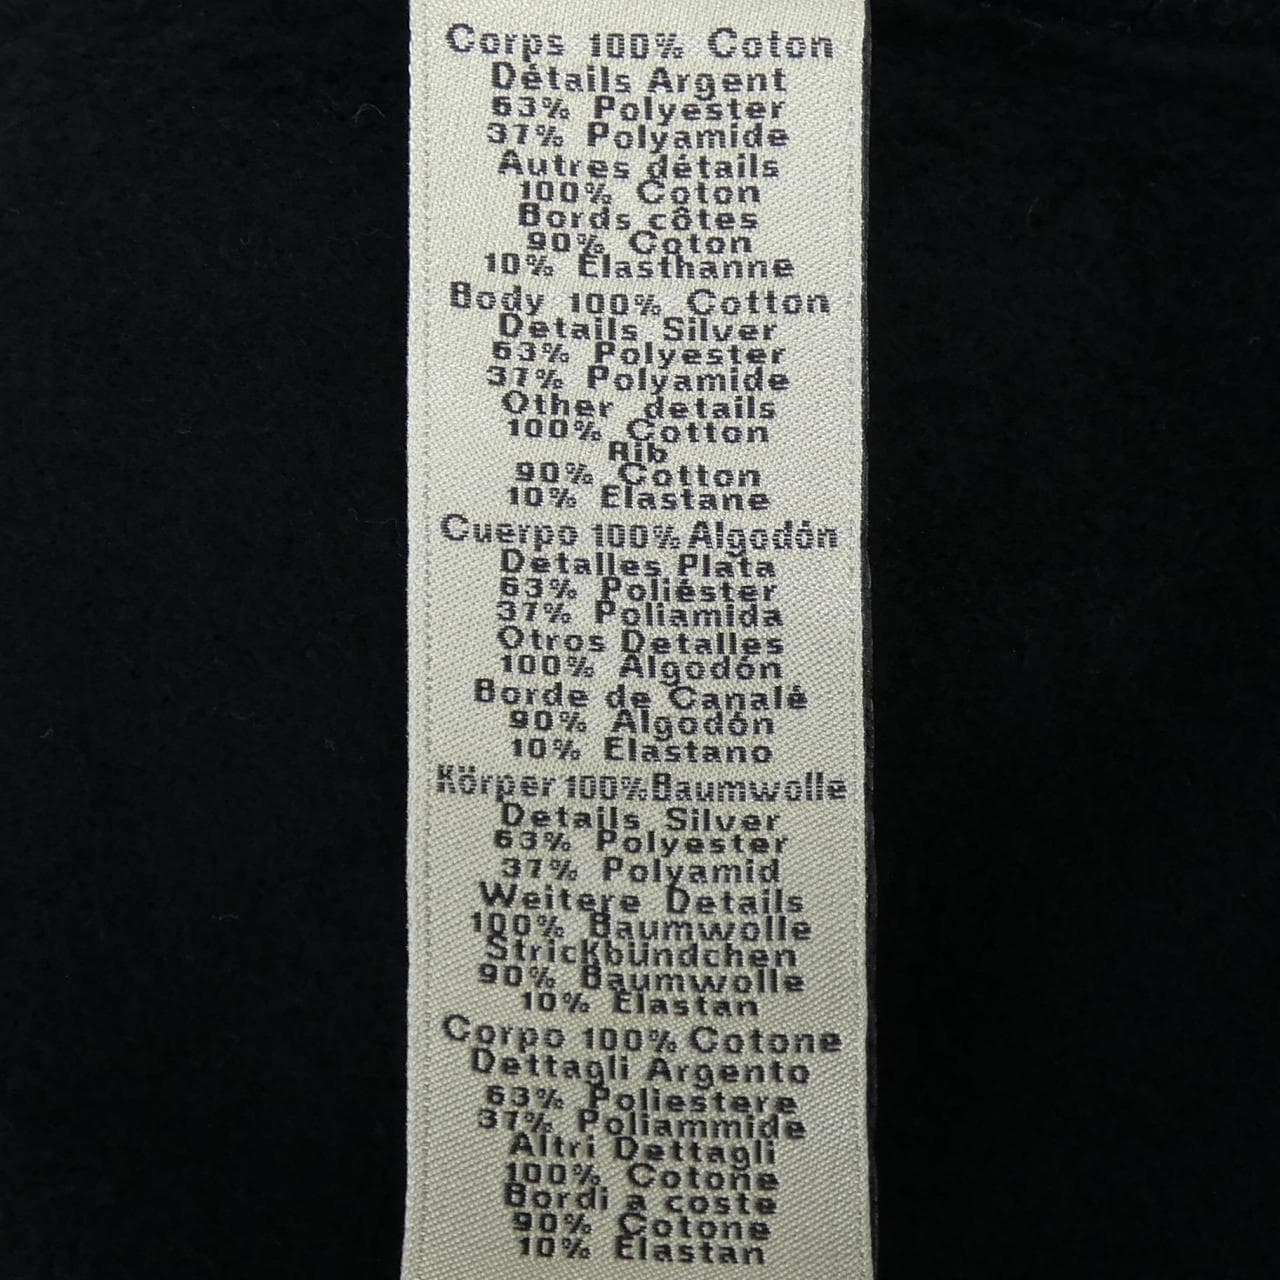 Corps 100% Coton
Détails Argent
63% Polyester
37% Polyamide
Autres détails
100% Coton
Bords côtes
90% Coton
10% Elasthanne
Body 100% Cotton
Details Silver
63% Polyester
37% Polyamide
Other details
100% Cotton
Rib
90% Cotton
10% Elastane
Cuerpo 100% Algodón
Detalles Plata
63% Poliéster
37% Poliamida
Otros Detalles
100% Algodón
Borde de Canalé
90% Algodón
10% Elastano
Körper 100% Baumwolle
Details Silver
63% Polyester
37% Polyamid
Weitere Details
100% Baumwolle
Strickbündchen
90% Baumwolle
10% Elastan
Corpo 100% Cotone
Dettagli Argento
63% Poliestere
37% Poliammide
Altri Dettagli
100% Cotone
Bordi a coste
90% Cotone
10% Elastan